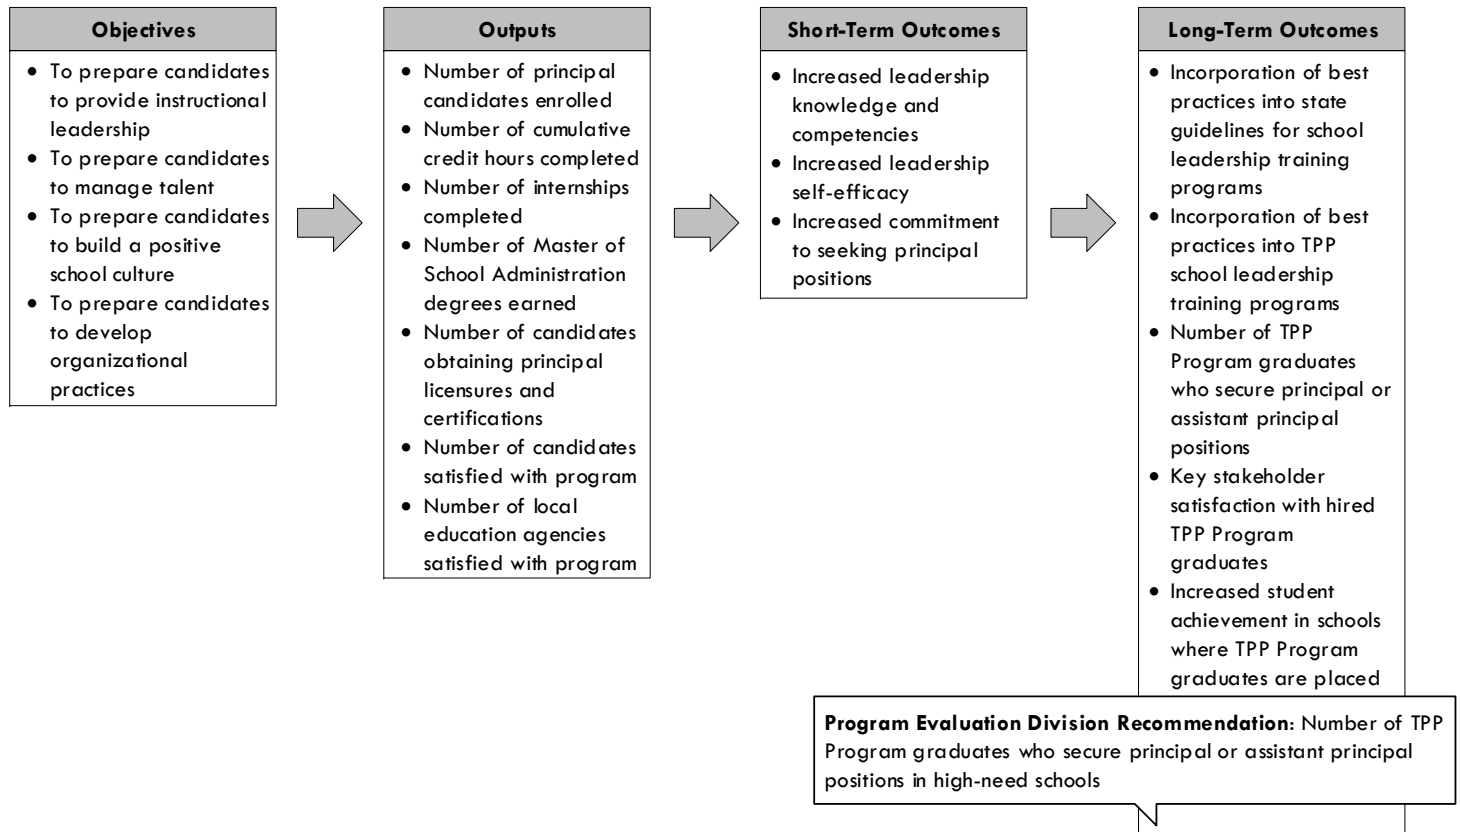 Objectives
• To prepare candidates
to provide instructional
leadership
• To prepare candidates
to manage talent
• To prepare candidates
to build a positive
school culture
• To prepare candidates
to develop
organizational
practices
Outputs
• Number of principal
candidates enrolled
• Number of cumulative
credit hours completed
• Number of internships
completed
• Number of Master of
School Administration
degrees earned
• Number of candidates
obtaining principal
licensures and
certifications
• Number of candidates
satisfied with program
• Number of local
education agencies
satisfied with program
Short-Term Outcomes
• Increased leadership
knowledge and
competencies
• Increased leadership
self-efficacy
• Increased commitment
to seeking principal
positions
Long-Term Outcomes
• Incorporation of best
practices into state
guidelines for school
leadership training
programs
• Incorporation of best
practices into TPP
school leadership
training programs
• Number of TPP
Program graduates
who secure principal or
assistant principal
positions
• Key stakeholder
satisfaction with hired
TPP Program
graduates
• Increased student
achievement in schools
where TPP Program
graduates are placed
Program Evaluation Division Recommendation: Number of TPP
Program graduates who secure principal or assistant principal
positions in high-need schools